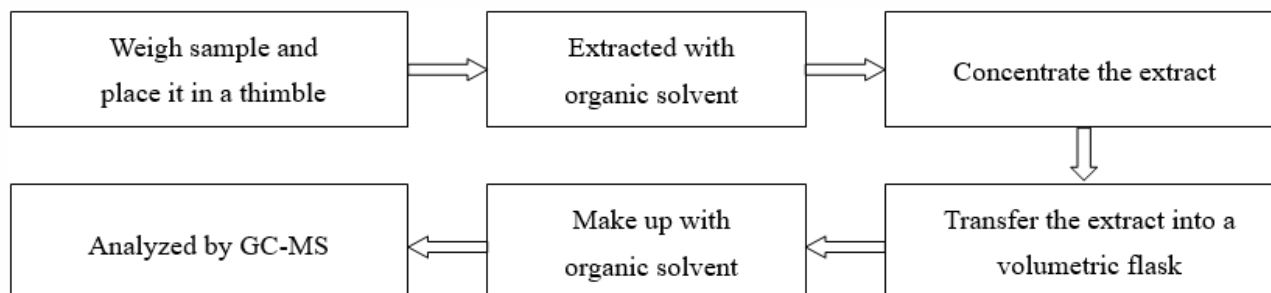 Weigh sample and
place it in a thimble
Extracted with
organic solvent
Concentrate the extract
Transfer the extract into a
volumetric flask
Make up with
organic solvent
Analyzed by GC-MS